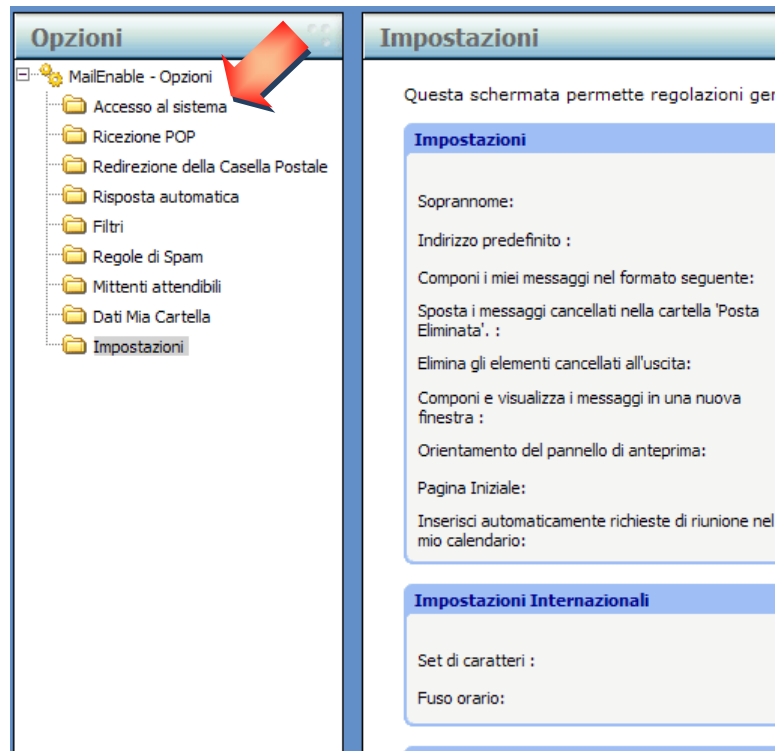 Opzioni
MailEnable - Opzioni
Accesso al sistema
Ricezione POP
Redirezione della Casella Postale
Risposta automatica
Filtri
Regole di Spam
Mittenti attendibili
Dati Mia Cartella
Impostazioni
Impostazioni
Questa schermata permette regolazioni ger
Impostazioni
Soprannome:
Indirizzo predefinito :
Componi i miei messaggi nel formato seguente:
Sposta i messaggi cancellati nella cartella 'Posta
Eliminata'. :
Elimina gli elementi cancellati all'uscita:
Componi e visualizza i messaggi in una nuova
finestra :
Orientamento del pannello di anteprima:
Pagina Iniziale:
Inserisci automaticamente richieste di riunione nel
mio calendario:
Impostazioni Internazionali
Set di caratteri :
Fuso orario: